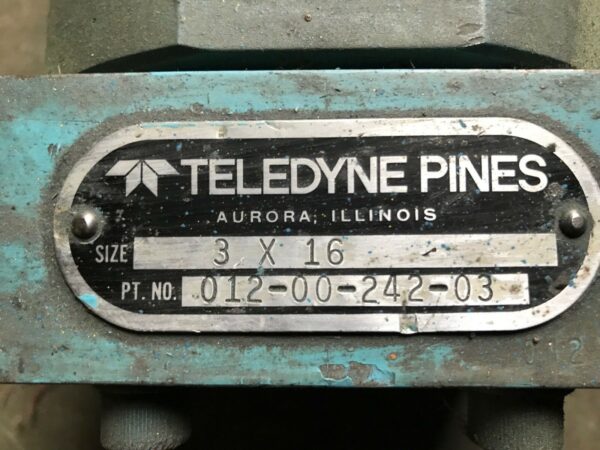 TELEDYNE PINES
AURORA, ILLINOIS
SIZE 3 X 16
PT. NO. 012-00-242-03